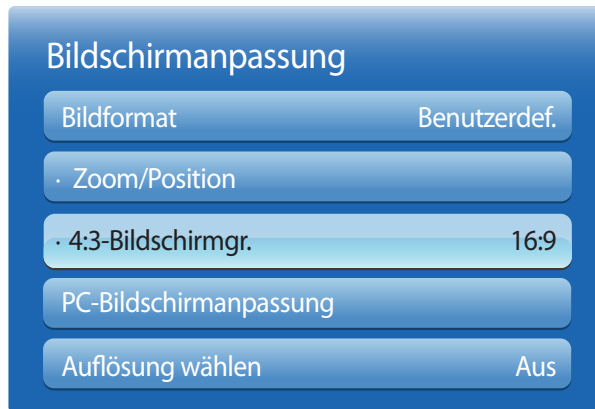 Bildschirmanpassung
Bildformat Benutzerdef.
· Zoom/Position
· 4:3-Bildschirmgr. 16:9
PC-Bildschirmanpassung
Auflösung wählen Aus